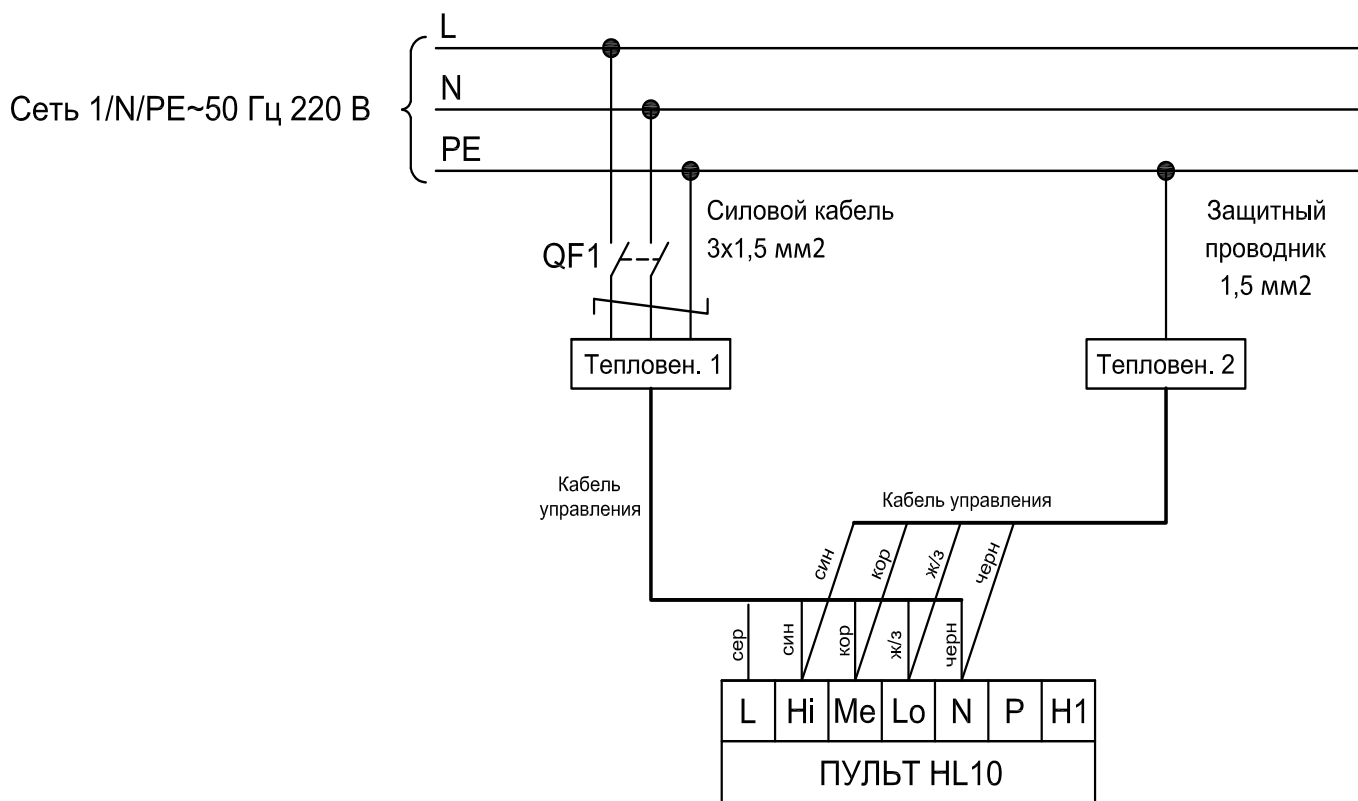 L
Сеть 1/N/PE~50 Гц 220 В
N
PE
Силовой кабель
3x1,5 мм2
Защитный
проводник
1,5 мм2
QF1
Тепловен. 1
Тепловен. 2
Кабель
управления
Кабель управления
син
кор
ж/з
черн
сер
син
кор
ж/з
черн
L Hi Me Lo N P H1
ПУЛЬТ HL10